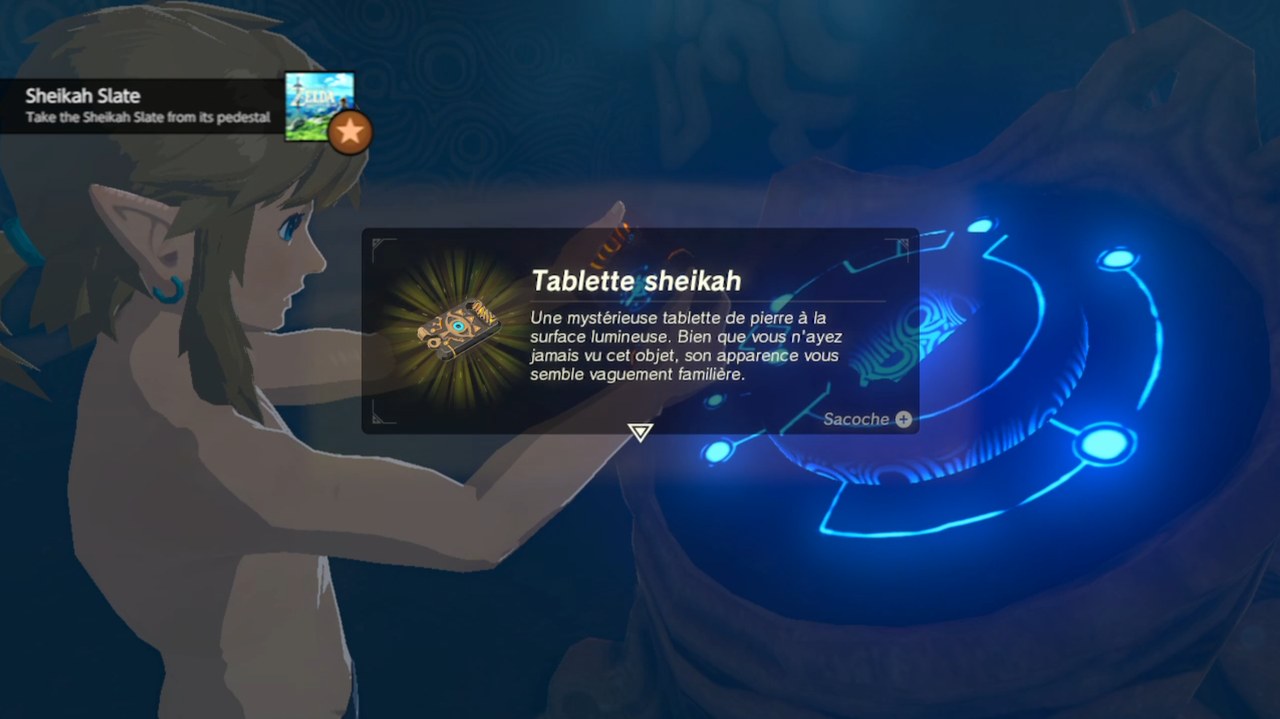 Sheikah Slate
Take the Sheikah Slate from its pedestal
ZELDA
Tablette sheikah
Une mystérieuse tablette de pierre à la
surface lumineuse. Bien que vous n'ayez
jamais vu cet objet, son apparence vous
semble vaguement familière.
Sacoche +